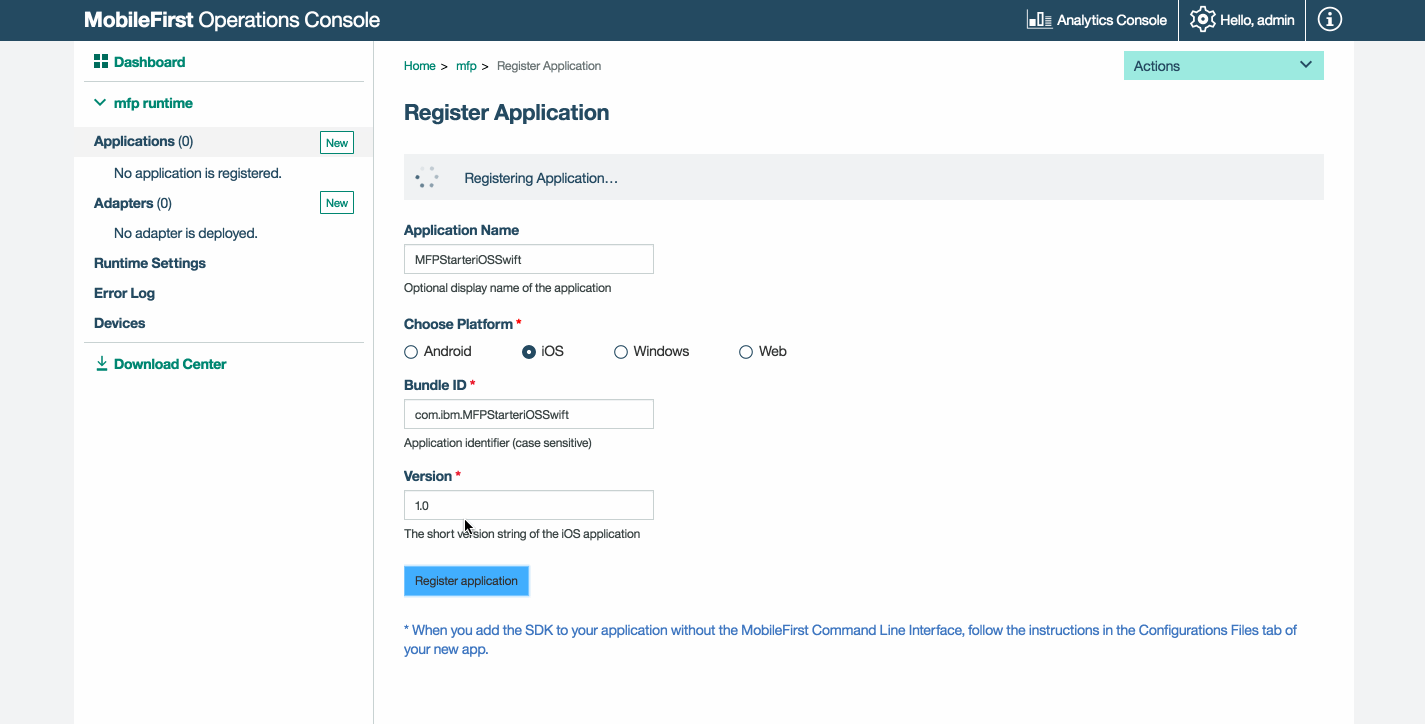 MobileFirst Operations Console
Analytics Console
Hello, admin
Dashboard
mfp runtime
Applications (0)
New
No application is registered.
Adapters (0)
New
No adapter is deployed.
Runtime Settings
Error Log
Devices
Download Center
Home > mfp > Register Application
Actions
Register Application
Registering Application…
Application Name
MFPStarteriOSSwift
Optional display name of the application
Choose Platform *
Android iOS Windows Web
Bundle ID *
com.ibm.MFPStarteriOSSwift
Application identifier (case sensitive)
Version *
1.0
The short version string of the iOS application
Register application
* When you add the SDK to your application without the MobileFirst Command Line Interface, follow the instructions in the Configurations Files tab of
your new app.